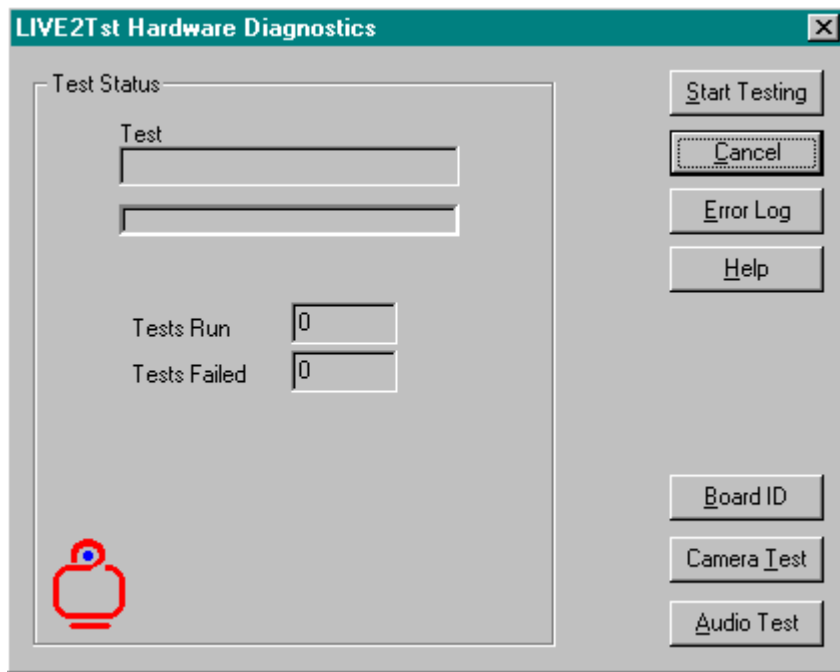 LIVE2Tst Hardware Diagnostics
Test Status
Test
Tests Run 0
Tests Failed 0
Start Testing
Cancel
Error Log
Help
Board ID
Camera Test
Audio Test